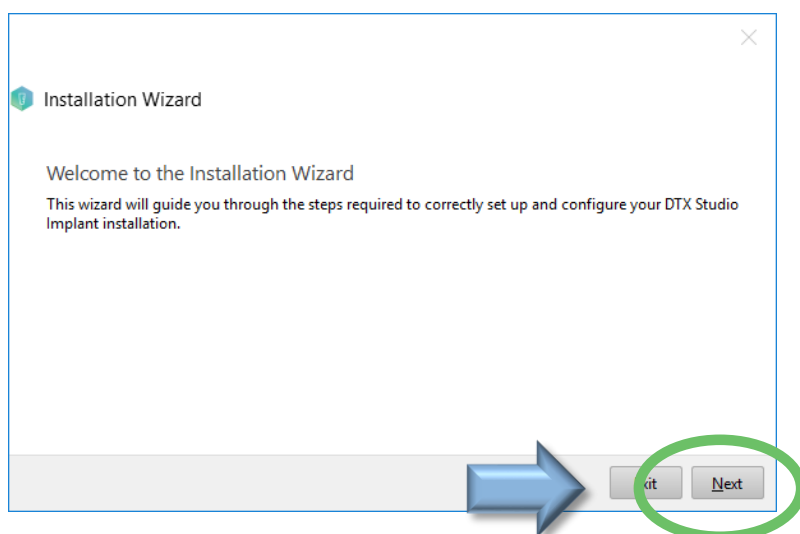 Installation Wizard
Welcome to the Installation Wizard
This wizard will guide you through the steps required to correctly set up and configure your DTX Studio
Implant installation.
Next